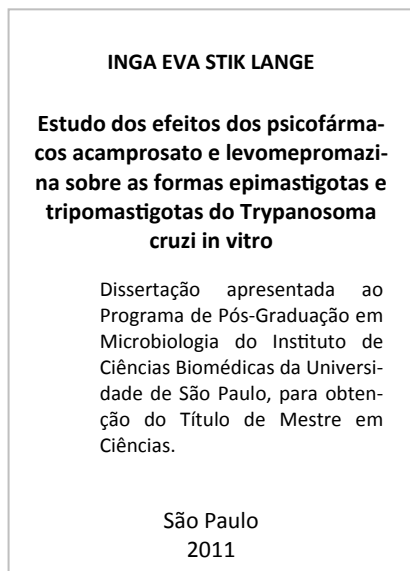 INGA EVA STIK LANGE
Estudo dos efeitos dos psicofárma-
cos acamprosato e levomepromazi-
na sobre as formas epimastigotas e
tripomastigotas do Trypanosoma
cruzi in vitro
Dissertação apresentada ao
Programa de Pós-Graduação em
Microbiologia do Instituto de
Ciências Biomédicas da Universi-
dade de São Paulo, para obten-
ção do Título de Mestre em
Ciências.
São Paulo
2011